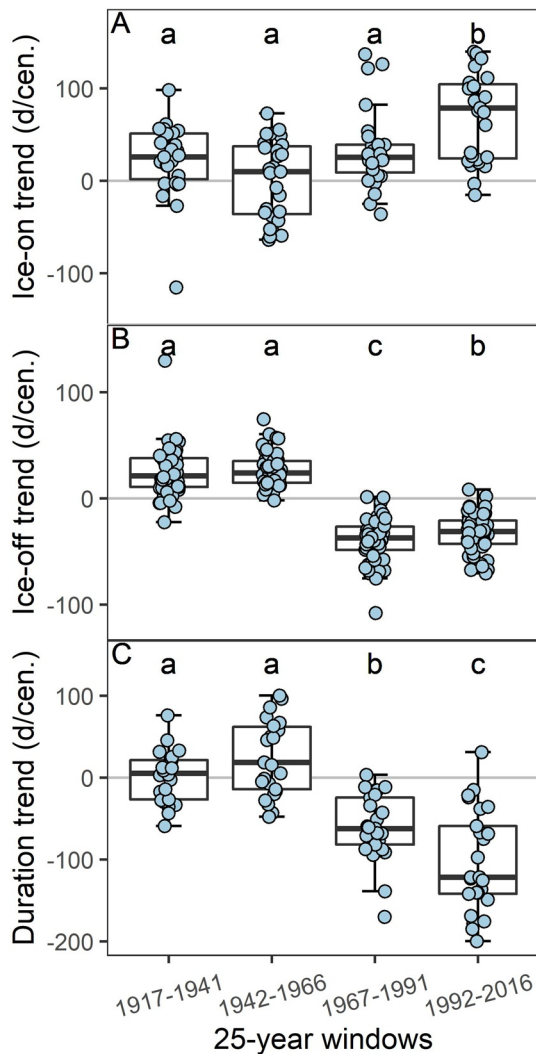 A
a a a b
Ice-on trend (d/cen.)
100
0
-100
B
a a c b
Ice-off trend (d/cen.)
100
0
-100
C
a a b c
Duration trend (d/cen.)
100
0
-100
-200
1917-1941 1942-1966 1967-1991 1992-2016
25-year windows